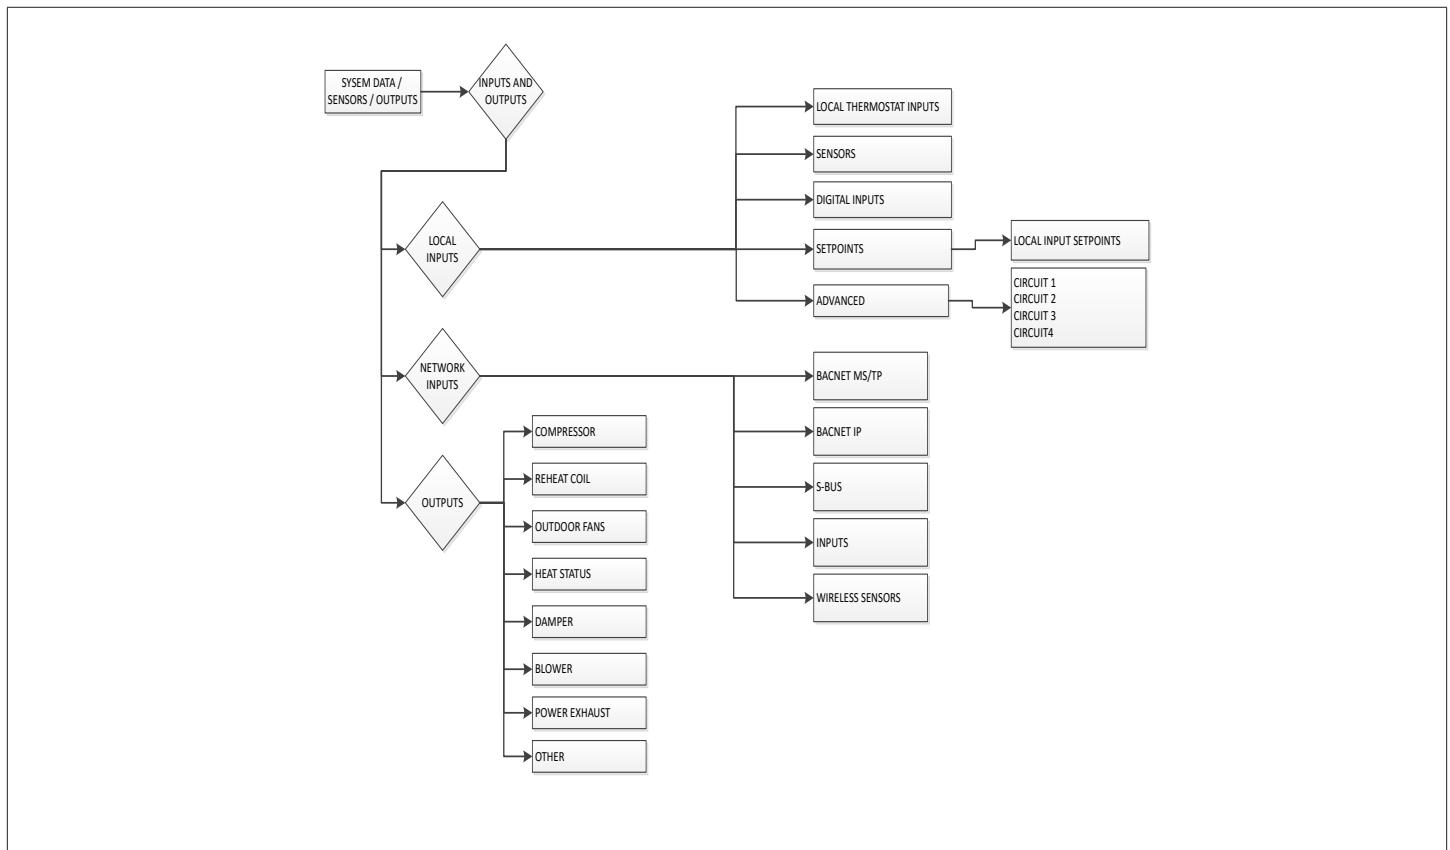 SYSEM DATA /
SENSORS / OUTPUTS
INPUTS AND
OUTPUTS
LOCAL
INPUTS
LOCAL THERMOSTAT INPUTS
SENSORS
DIGITAL INPUTS
SETPOINTS
LOCAL INPUT SETPOINTS
ADVANCED
CIRCUIT 1
CIRCUIT 2
CIRCUIT 3
CIRCUIT4
NETWORK
INPUTS
BACNET MS/TP
BACNET IP
S-BUS
INPUTS
WIRELESS SENSORS
OUTPUTS
COMPRESSOR
REHEAT COIL
OUTDOOR FANS
HEAT STATUS
DAMPER
BLOWER
POWER EXHAUST
OTHER